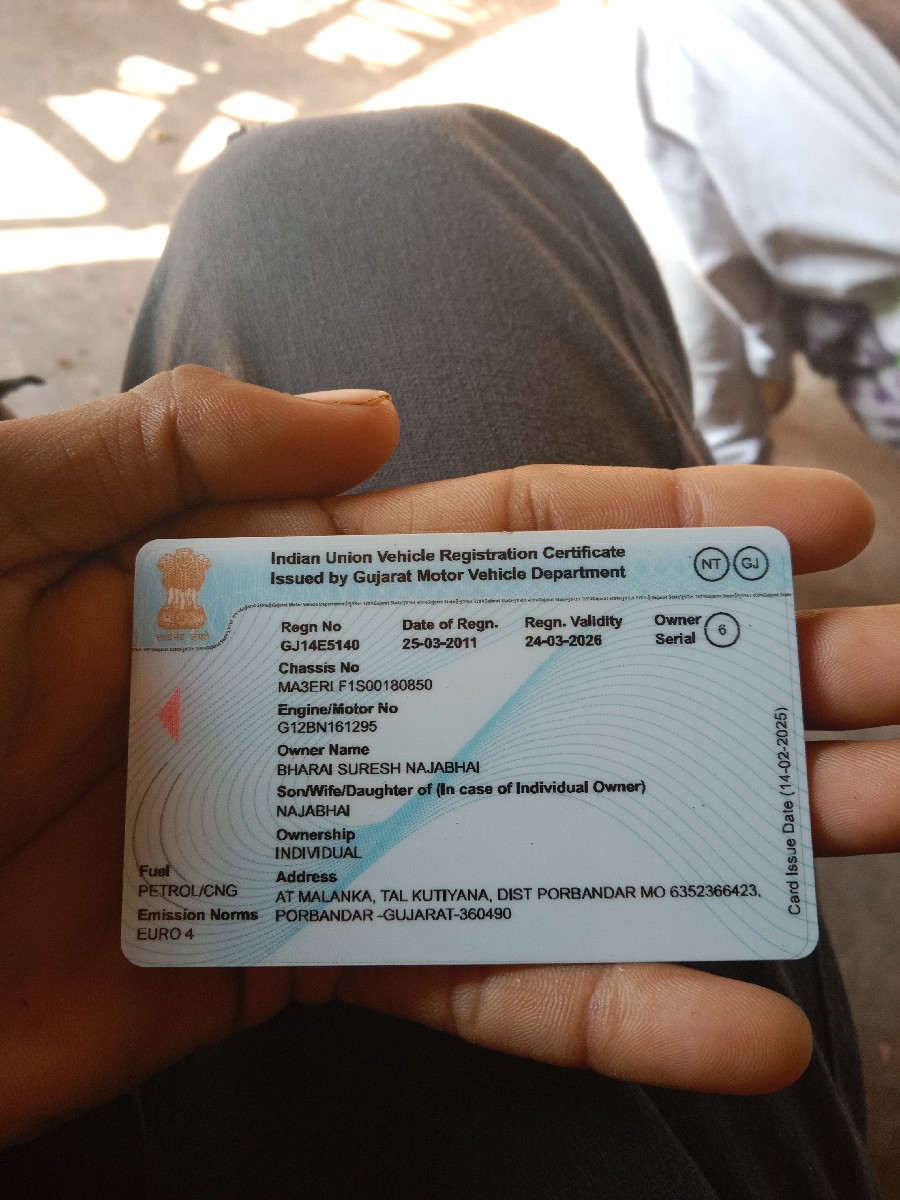 Indian Union Vehicle Registration Certificate
Issued by Gujarat Motor Vehicle Department
NT GJ
सत्यमेव जयते
Regn No Date of Regn. Regn. Validity Owner Serial 6
GJ14E5140 25-03-2011 24-03-2026
Chassis No
MA3ERLF1S00180850
Engine/Motor No
G12BN161295
Owner Name
BHARAI SURESH NAJABHAI
Son/Wife/Daughter of (In case of Individual Owner)
NAJABHAI
Ownership
INDIVIDUAL
Fuel
PETROL/CNG
Emission Norms
EURO 4
Address
AT MALANKA, TAL KUTIYANA, DIST PORBANDAR MO 6352366423,
PORBANDAR -GUJARAT-360490
Card Issue Date (14-02-2025)